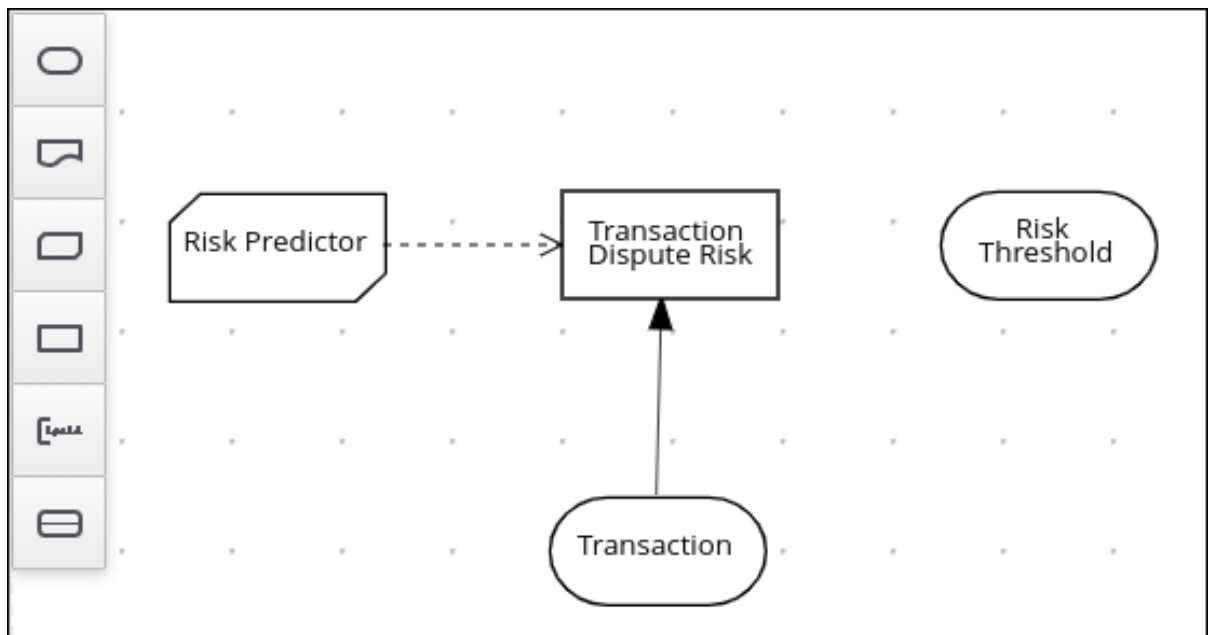 Risk Predictor
Transaction
Dispute Risk
Risk
Threshold
Transaction